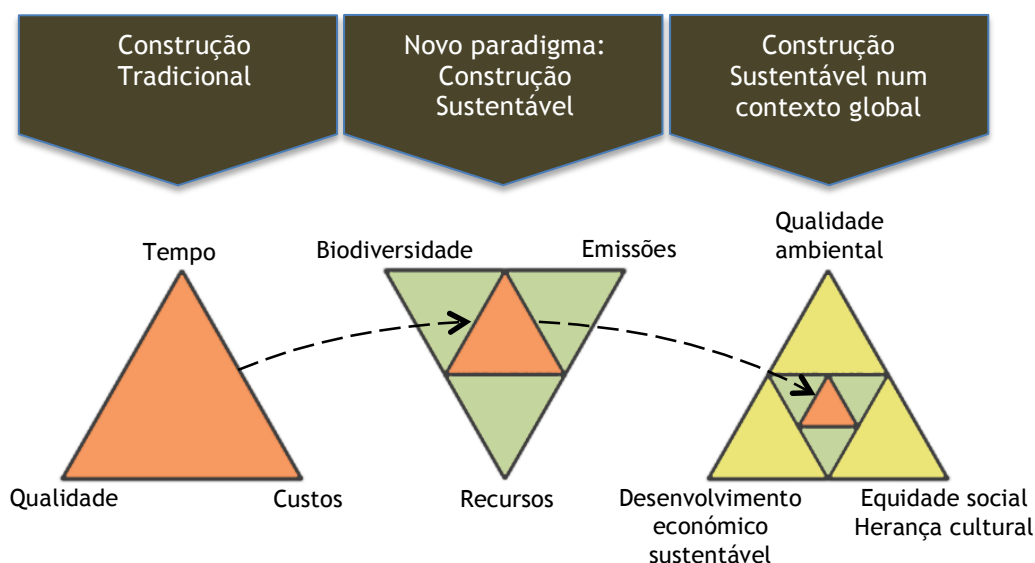 Construção
Tradicional
Novo paradigma:
Construção
Sustentável
Construção
Sustentável num
contexto global
Tempo
Qualidade
Custos
Biodiversidade
Emissões
Recursos
Qualidade
ambiental
Desenvolvimento
económico
sustentável
Equidade social
Herança cultural